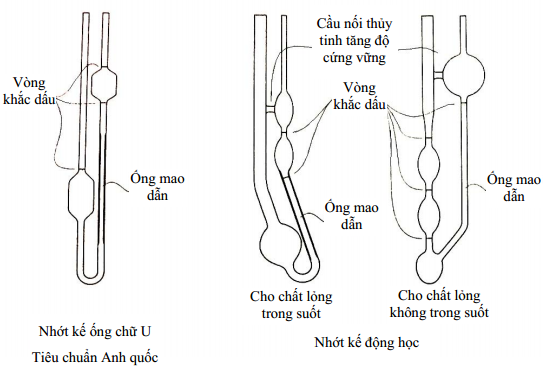 Vòng
khắc dấu
Ống mao
dẫn
Nhớt kế ống chữ U
Tiêu chuẩn Anh quốc
Cầu nối thủy
tinh tăng độ
cứng vững
Vòng
khắc dấu
Ống mao
dẫn
Ống mao
dẫn
Cho chất lỏng
trong suốt
Cho chất lỏng
không trong suốt
Nhớt kế động học